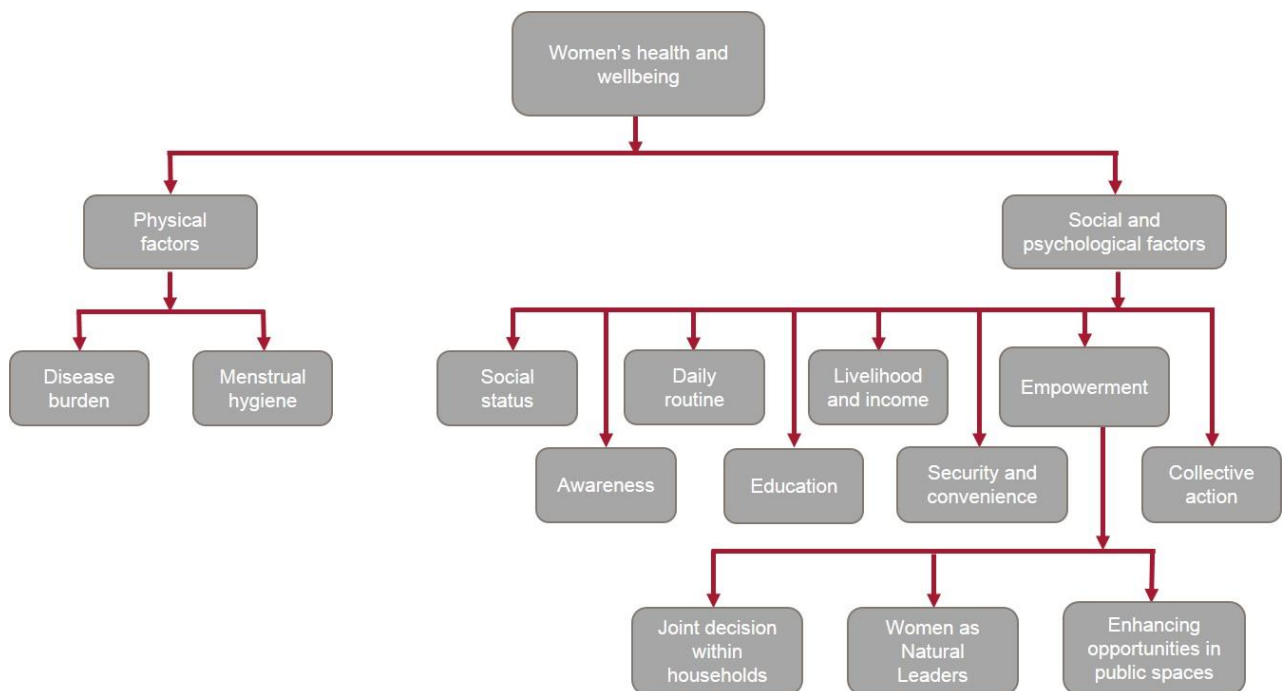 Women's health and
wellbeing
Physical
factors
Social and
psychological factors
Disease
burden
Menstrual
hygiene
Social
status
Daily
routine
Livelihood
and income
Empowerment
Awareness
Education
Security and
convenience
Collective
action
Joint decision
within
households
Women as
Natural
Leaders
Enhancing
opportunities in
public spaces